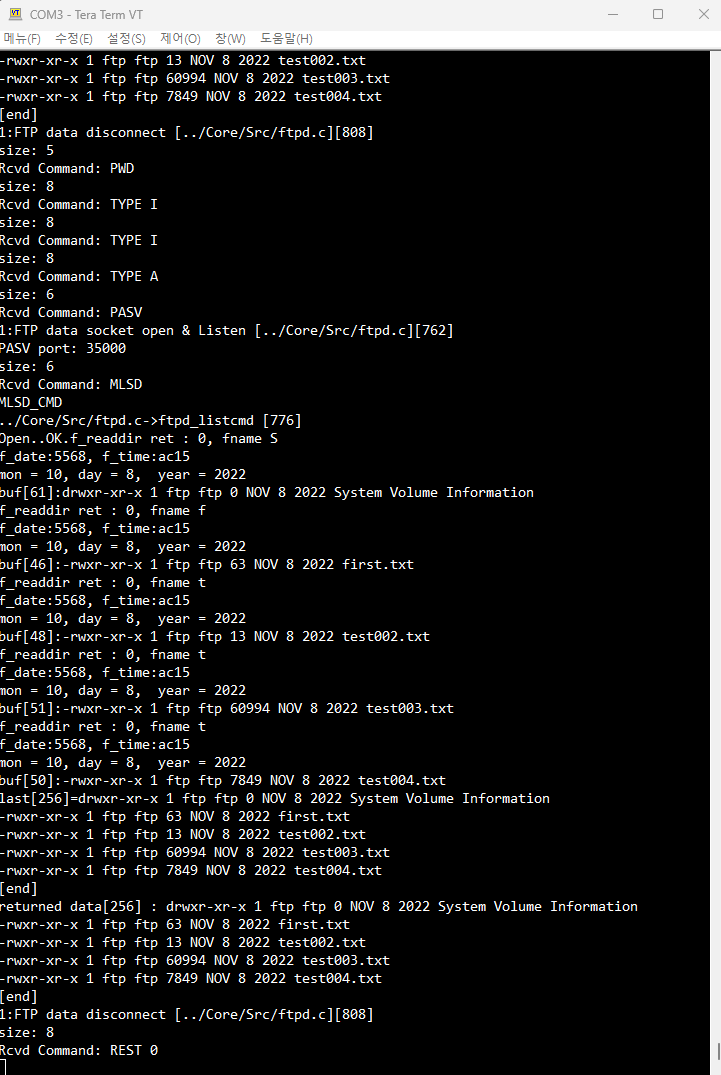 COM3 - Tera Term VT
메뉴(F) 수정(E) 설정(S) 제어(O) 창(W) 도움말(H)
-rwxr-xr-x 1 ftp ftp 13 NOV 8 2022 test002.txt
-rwxr-xr-x 1 ftp ftp 60994 NOV 8 2022 test003.txt
-rwxr-xr-x 1 ftp ftp 7849 NOV 8 2022 test004.txt
[end]
1:FTP data disconnect [../Core/Src/ftpd.c][808]
size: 5
Rcvd Command: PWD
size: 8
Rcvd Command: TYPE I
size: 8
Rcvd Command: TYPE I
size: 8
Rcvd Command: TYPE A
size: 6
Rcvd Command: PASV
1:FTP data socket open & Listen [../Core/Src/ftpd.c][762]
PASV port: 35000
size: 6
Rcvd Command: MLSD
MLSD_CMD
../Core/Src/ftpd.c->ftpd_listcmd [776]
Open..OK.f_readdir ret : 0, fname S
f_date:5568, f_time:ac15
mon = 10, day = 8,  year = 2022
buf[61]:drwxr-xr-x 1 ftp ftp 0 NOV 8 2022 System Volume Information
f_readdir ret : 0, fname f
f_date:5568, f_time:ac15
mon = 10, day = 8,  year = 2022
buf[46]:-rwxr-xr-x 1 ftp ftp 63 NOV 8 2022 first.txt
f_readdir ret : 0, fname t
f_date:5568, f_time:ac15
mon = 10, day = 8,  year = 2022
buf[48]:-rwxr-xr-x 1 ftp ftp 13 NOV 8 2022 test002.txt
f_readdir ret : 0, fname t
f_date:5568, f_time:ac15
mon = 10, day = 8,  year = 2022
buf[51]:-rwxr-xr-x 1 ftp ftp 60994 NOV 8 2022 test003.txt
f_readdir ret : 0, fname t
f_date:5568, f_time:ac15
mon = 10, day = 8,  year = 2022
buf[50]:-rwxr-xr-x 1 ftp ftp 7849 NOV 8 2022 test004.txt
last[256]=drwxr-xr-x 1 ftp ftp 0 NOV 8 2022 System Volume Information
-rwxr-xr-x 1 ftp ftp 63 NOV 8 2022 first.txt
-rwxr-xr-x 1 ftp ftp 13 NOV 8 2022 test002.txt
-rwxr-xr-x 1 ftp ftp 60994 NOV 8 2022 test003.txt
-rwxr-xr-x 1 ftp ftp 7849 NOV 8 2022 test004.txt
[end]
returned data[256] : drwxr-xr-x 1 ftp ftp 0 NOV 8 2022 System Volume Information
-rwxr-xr-x 1 ftp ftp 63 NOV 8 2022 first.txt
-rwxr-xr-x 1 ftp ftp 13 NOV 8 2022 test002.txt
-rwxr-xr-x 1 ftp ftp 60994 NOV 8 2022 test003.txt
-rwxr-xr-x 1 ftp ftp 7849 NOV 8 2022 test004.txt
[end]
1:FTP data disconnect [../Core/Src/ftpd.c][808]
size: 8
Rcvd Command: REST 0